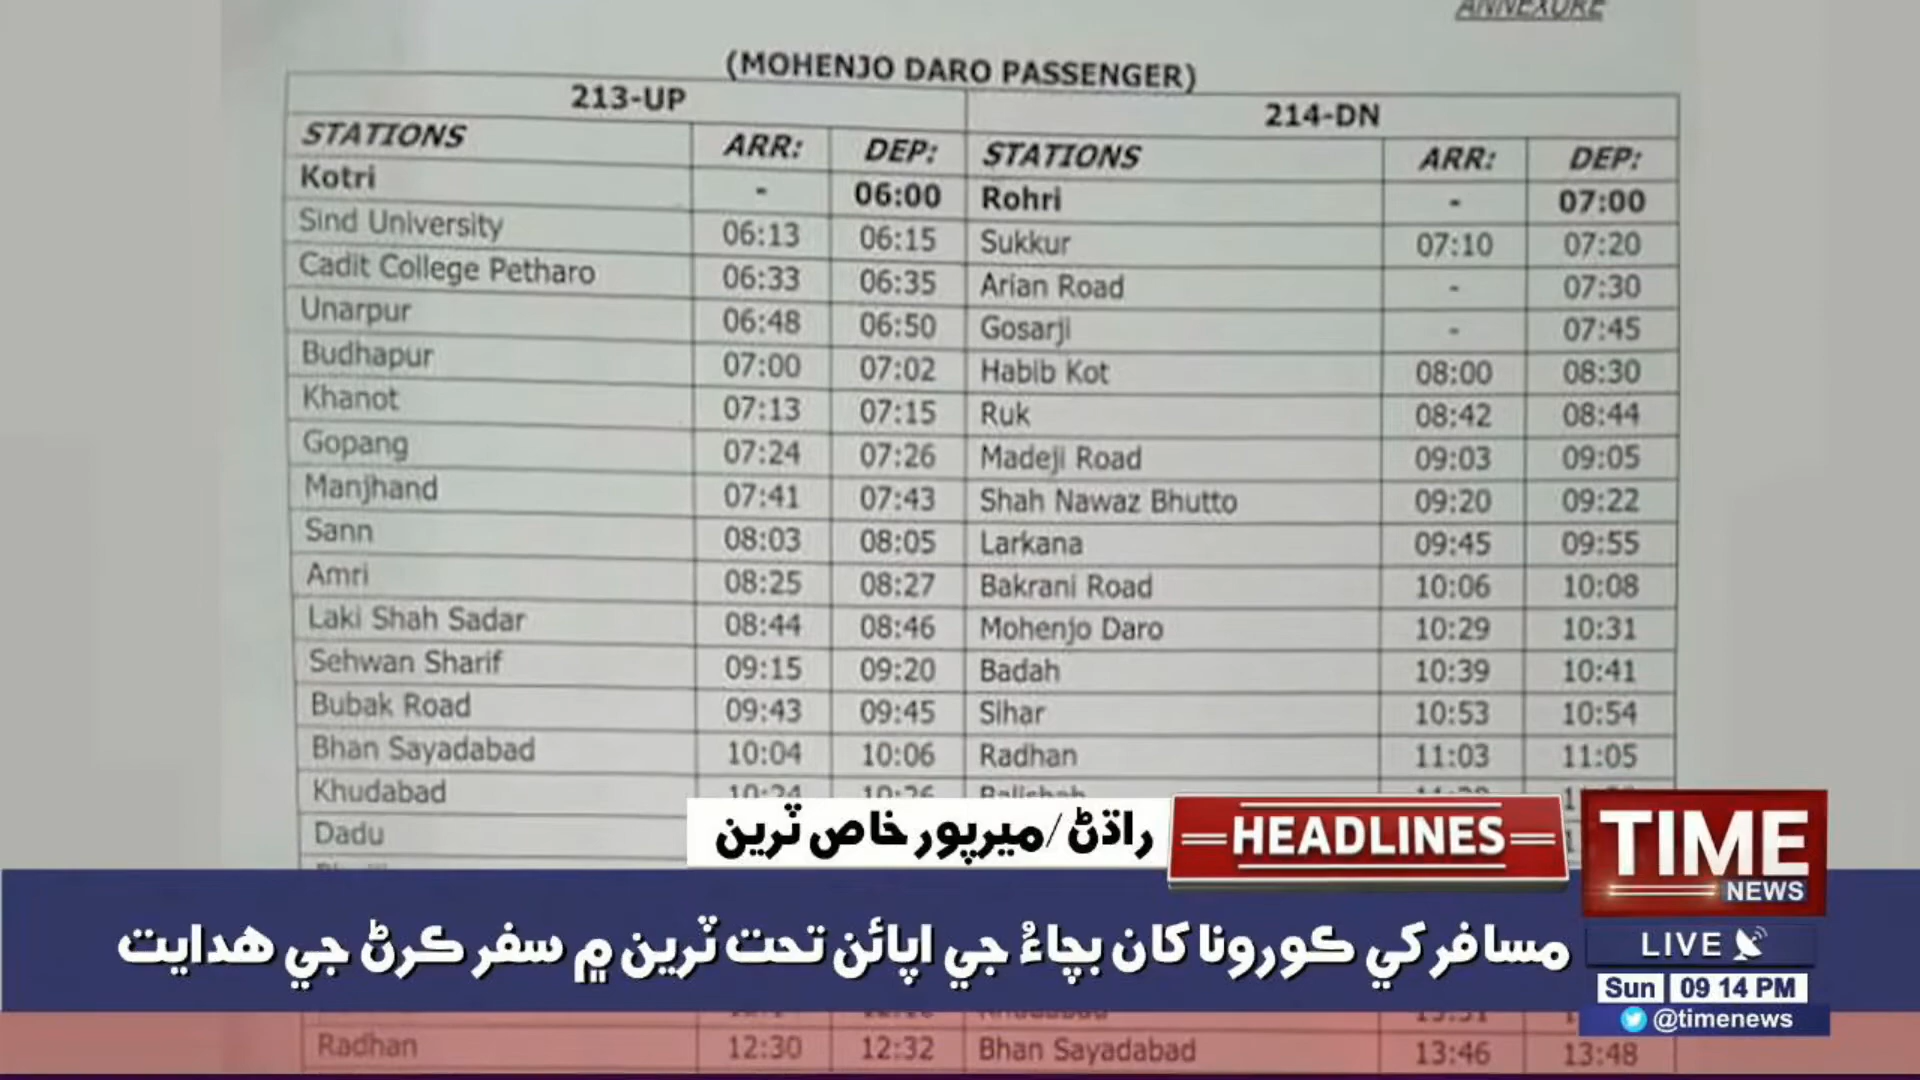 ANNEXURE
(MOHENJO DARO PASSENGER)
213-UP 214-DN
STATIONS ARR: DEP: STATIONS ARR: DEP:
Kotri - 06:00 Rohri - 07:00
Sind University 06:13 06:15 Sukkur 07:10 07:20
Cadit College Petharo 06:33 06:35 Arian Road - 07:30
Unarpur 06:48 06:50 Gosarji - 07:45
Budhapur 07:00 07:02 Habib Kot 08:00 08:30
Khanot 07:13 07:15 Ruk 08:42 08:44
Gopang 07:24 07:26 Madeji Road 09:03 09:05
Manjhand 07:41 07:43 Shah Nawaz Bhutto 09:20 09:22
Sann 08:03 08:05 Larkana 09:45 09:55
Amri 08:25 08:27 Bakrani Road 10:06 10:08
Laki Shah Sadar 08:44 08:46 Mohenjo Daro 10:29 10:31
Sehwan Sharif 09:15 09:20 Badah 10:39 10:41
Bubak Road 09:43 09:45 Sihar 10:53 10:54
Bhan Sayadabad 10:04 10:06 Radhan 11:03 11:05
Khudabad 10:24 10:26
Dadu
راڌڻ/ميرپور خاص ٽرين
HEADLINES
TIME
NEWS
مسافر کي ڪورونا کان بچاءُ جي اپائن تحت ٽرين ۾ سفر ڪرڻ جي هدايت
LIVE
Sun 09 14 PM
@timenews
Radhan 12:30 12:32 Bhan Sayadabad 13:46 13:48